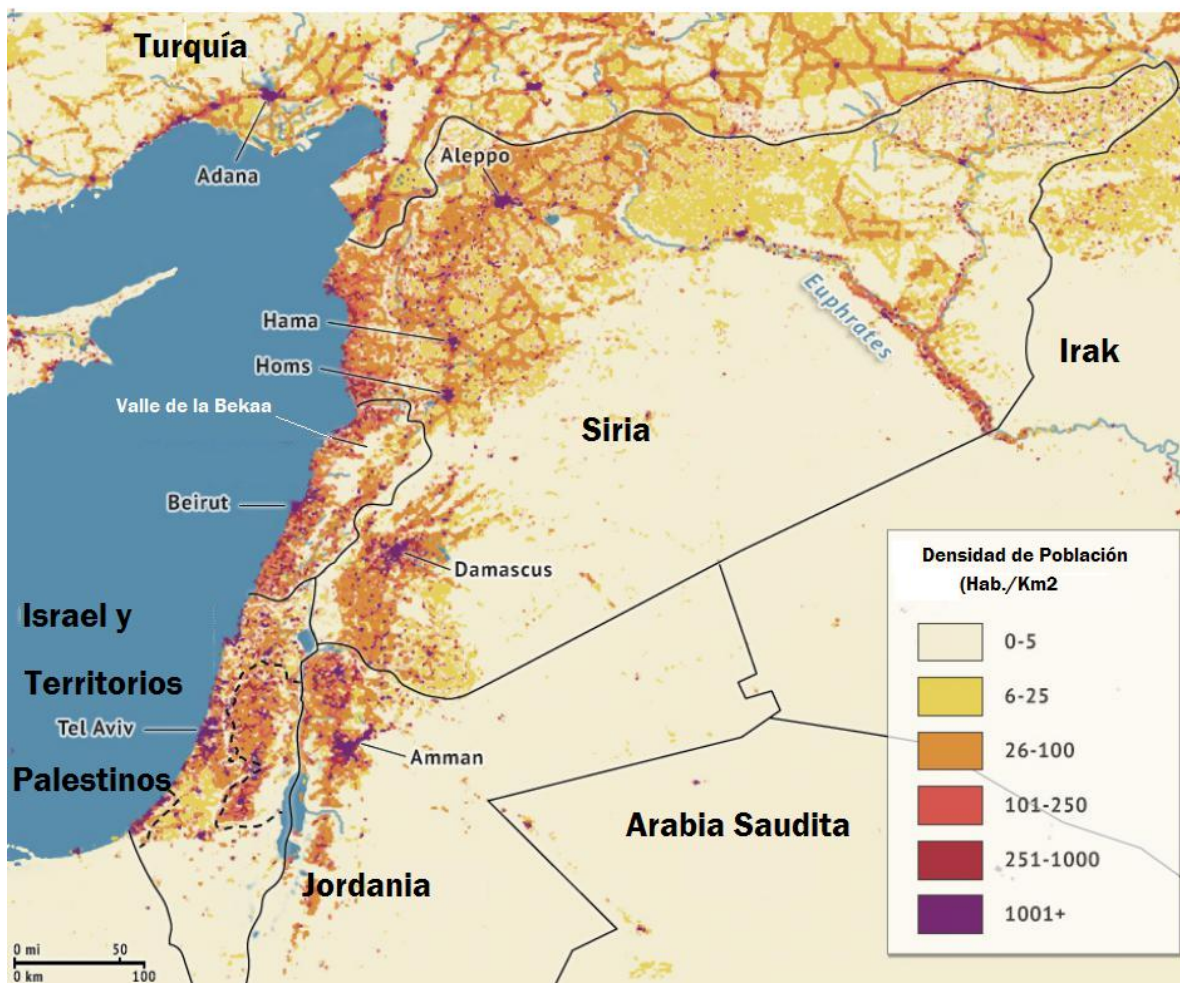 Turquía
Adana
Aleppo
Hama
Homs
Valle de la Bekaa
Euphrates
Irak
Siria
Beirut
Damascus
Israel y
Territorios
Tel Aviv
Palestinos
Amman
Arabia Saudita
Jordania
Densidad de Población
(Hab./Km2
0-5
6-25
26-100
101-250
251-1000
1001+
0 mi 50
0 km 100